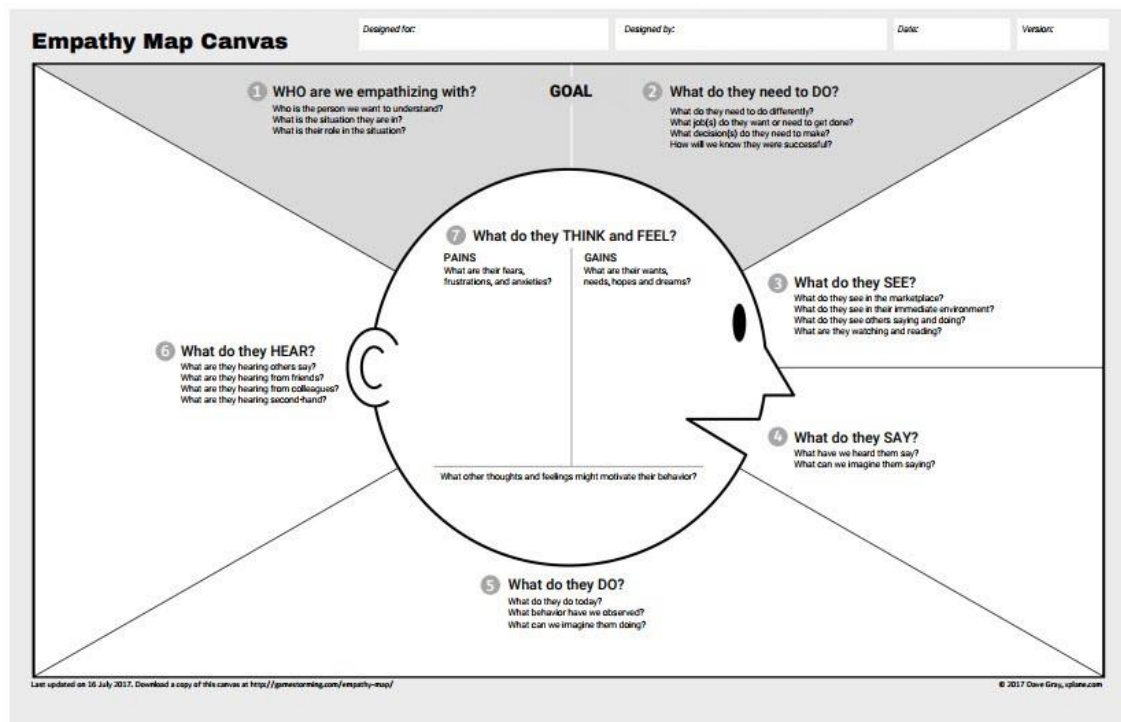 Empathy Map Canvas
Designed for:
Designed by:
Date:
Version:
1 WHO are we empathizing with?
Who is the person we want to understand?
What is the situation they are in?
What is their role in the situation?
GOAL
2 What do they need to DO?
What do they need to do differently?
What job(s) do they want or need to get done?
What decision(s) do they need to make?
How will we know they were successful?
7 What do they THINK and FEEL?
PAINS
What are their fears,
frustrations, and anxieties?
GAINS
What are their wants,
needs, hopes and dreams?
3 What do they SEE?
What do they see in the marketplace?
What do they see in their immediate environment?
What do they see others saying and doing?
What are they watching and reading?
6 What do they HEAR?
What are they hearing others say?
What are they hearing from friends?
What are they hearing from colleagues?
What are they hearing second-hand?
4 What do they SAY?
What have we heard them say?
What can we imagine them saying?
What other thoughts and feelings might motivate their behavior?
5 What do they DO?
What do they do today?
What behavior have we observed?
What can we imagine them doing?
Last updated on 16 July 2017. Download a copy of this canvas at http://gamestorming.com/empathy-map/
© 2017 Dave Gray, xplane.com